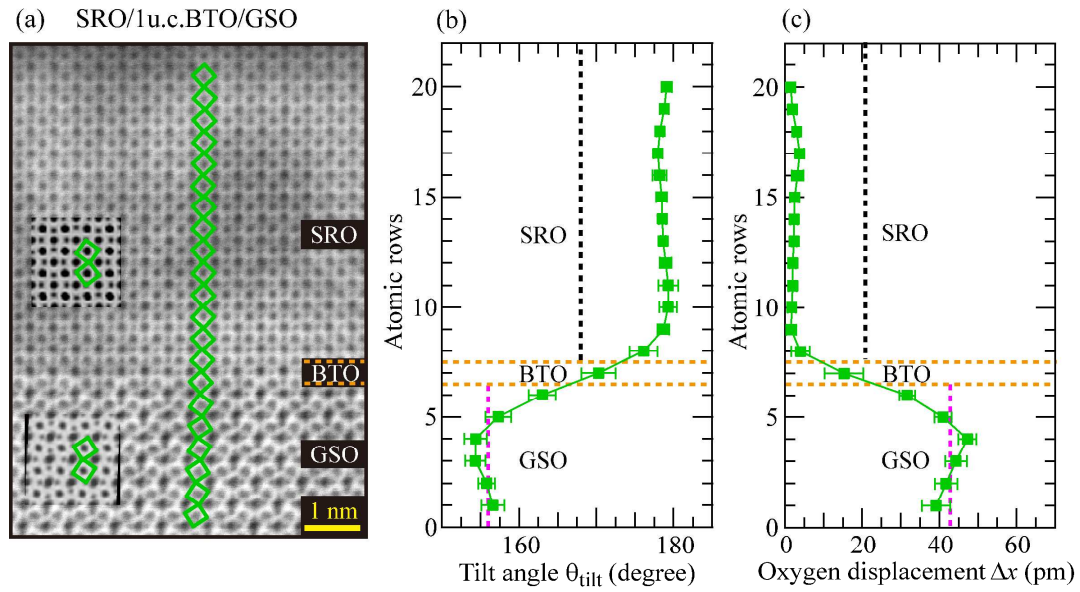 (a) SRO/1u.c.BTO/GSO
SRO
BTO
GSO
1 nm
(b)
20
15
10
5
0
Atomic rows
SRO
BTO
GSO
160 180
Tilt angle θtilt (degree)
(c)
20
15
10
5
0
Atomic rows
SRO
BTO
GSO
0 20 40 60
Oxygen displacement Δx (pm)